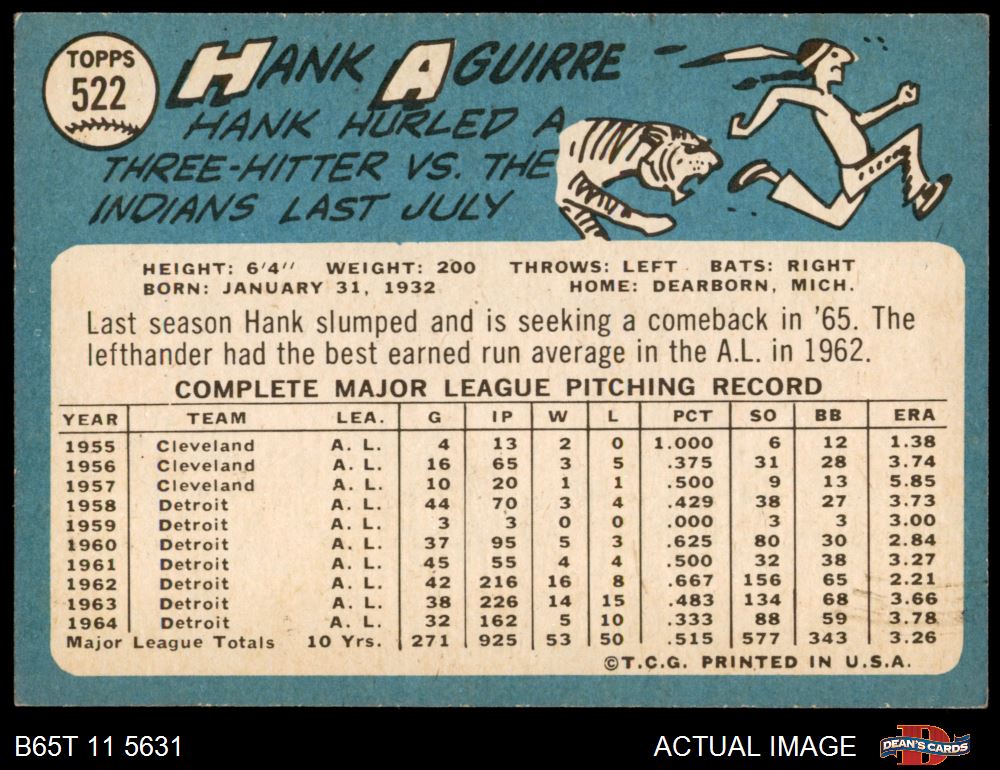 TOPPS
522
HANK AGUIRRE
HANK HURLED A
THREE-HITTER VS. THE
INDIANS LAST JULY
HEIGHT: 6'4" WEIGHT: 200 THROWS: LEFT BATS: RIGHT
BORN: JANUARY 31, 1932 HOME: DEARBORN, MICH.
Last season Hank slumped and is seeking a comeback in '65. The
lefthander had the best earned run average in the A.L. in 1962.
COMPLETE MAJOR LEAGUE PITCHING RECORD
YEAR TEAM LEA. G IP W L PCT SO BB ERA
1955 Cleveland A. L. 4 13 2 0 1.000 6 12 1.38
1956 Cleveland A. L. 16 65 3 5 .375 31 28 3.74
1957 Cleveland A. L. 10 20 1 1 .500 9 13 5.85
1958 Detroit A. L. 44 70 3 4 .429 38 27 3.73
1959 Detroit A. L. 3 3 0 0 .000 3 3 3.00
1960 Detroit A. L. 37 95 5 3 .625 80 30 2.84
1961 Detroit A. L. 45 55 4 4 .500 32 38 3.27
1962 Detroit A. L. 42 216 16 8 .667 156 65 2.21
1963 Detroit A. L. 38 226 14 15 .483 134 68 3.66
1964 Detroit A. L. 32 162 5 10 .333 88 59 3.78
Major League Totals 10 Yrs. 271 925 53 50 .515 577 343 3.26
©T.C.G. PRINTED IN U.S.A.
B65T 11 5631 ACTUAL IMAGE D DEAN'S CARDS